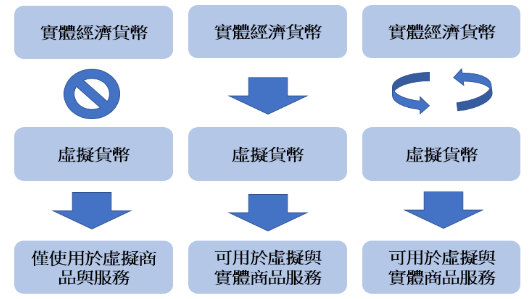 實體經濟貨幣
實體經濟貨幣
實體經濟貨幣
虛擬貨幣
虛擬貨幣
虛擬貨幣
僅使用於虛擬商
品與服務
可用於虛擬與
實體商品服務
可用於虛擬與
實體商品服務